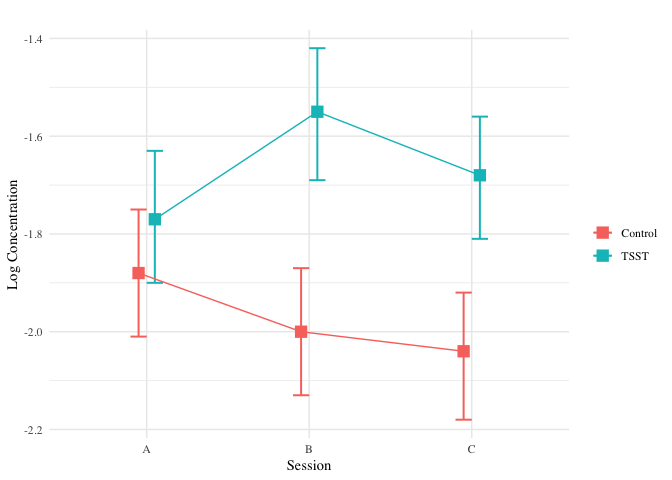 -1.4
-1.6
-1.8
-2.0
-2.2
Log Concentration
A
B
C
Session
Control
TSST